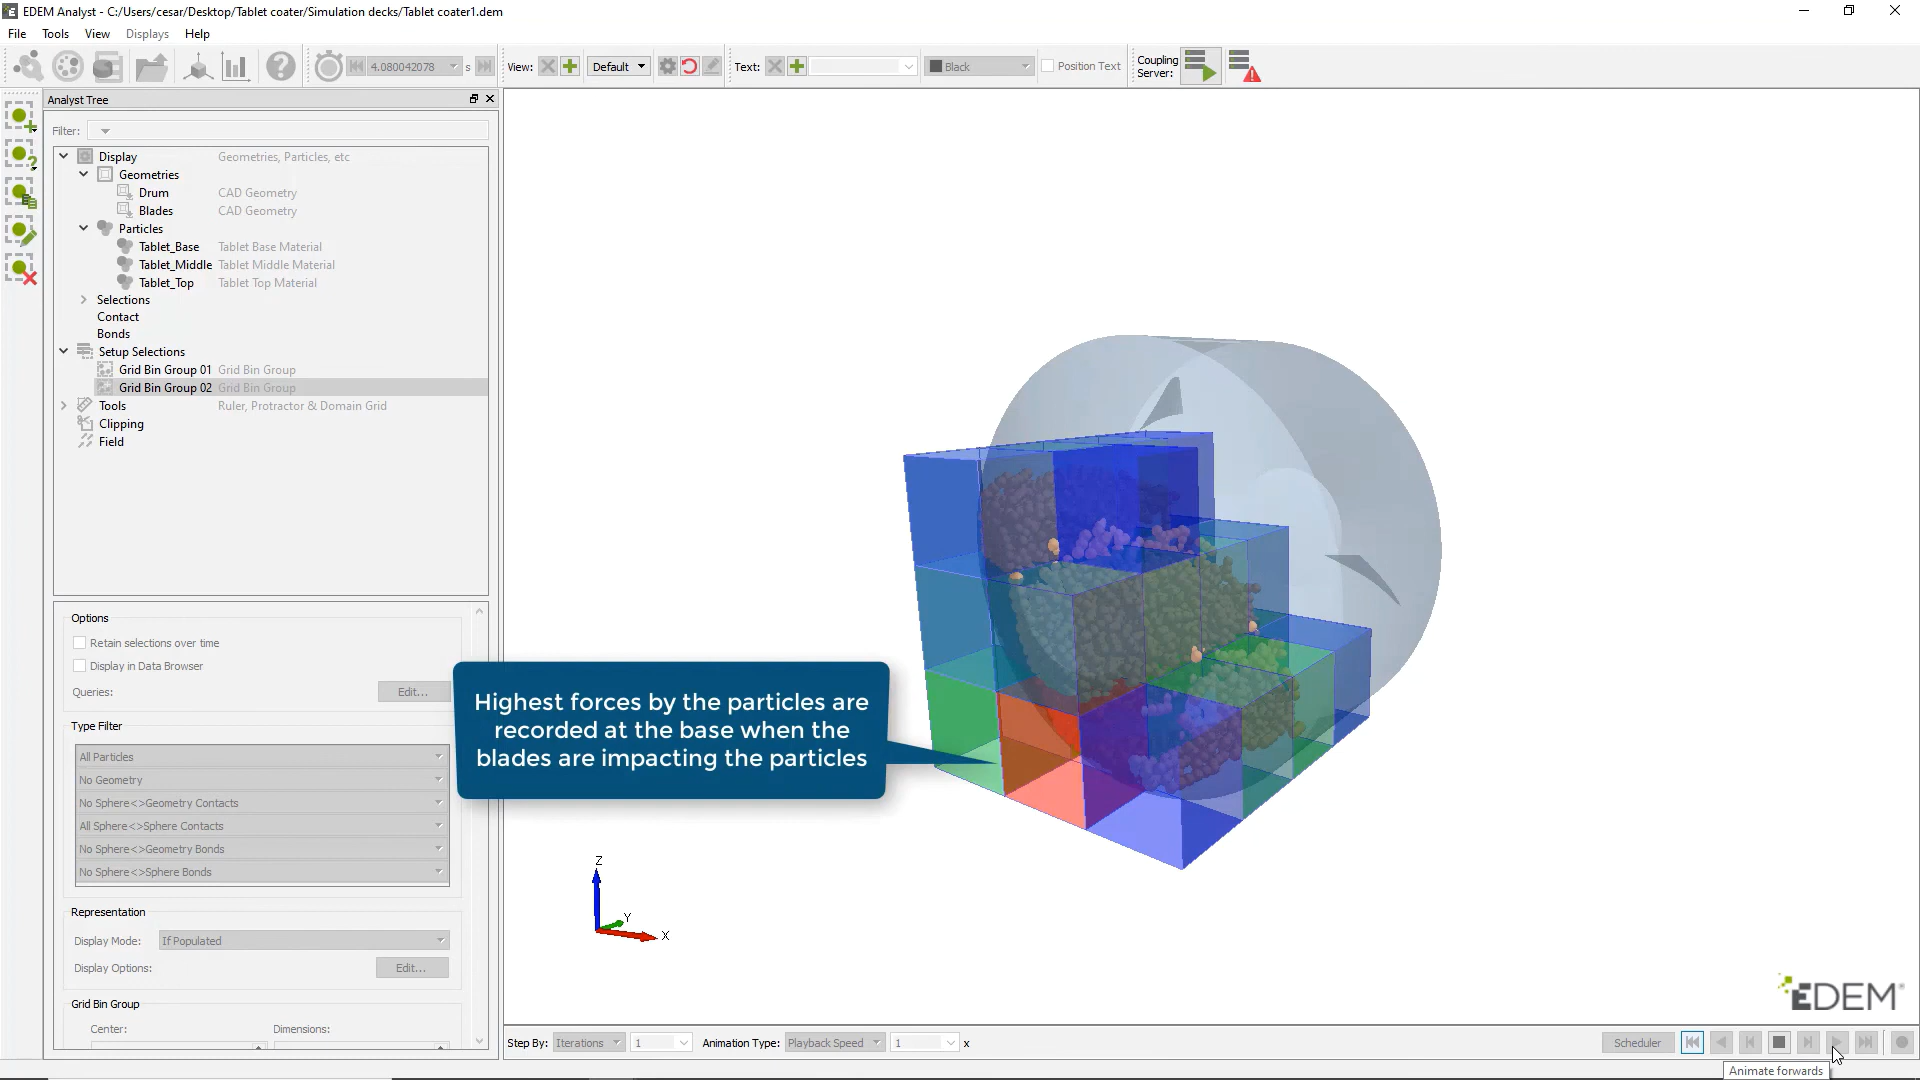 EDEM Analyst - C:/Users/cesar/Desktop/Tablet coater/Simulation decks/Tablet coater1.dem
File Tools View Displays Help
4.080042078 s View: Default Text: Black Position Text Coupling Server:
Analyst Tree
Filter:
Display Geometries, Particles, etc
Geometries
Drum CAD Geometry
Blades CAD Geometry
Particles
Tablet_Base Tablet Base Material
Tablet_Middle Tablet Middle Material
Tablet_Top Tablet Top Material
Selections
Contact
Bonds
Setup Selections
Grid Bin Group 01 Grid Bin Group
Grid Bin Group 02 Grid Bin Group
Tools Ruler, Protractor & Domain Grid
Clipping
Field
Options
Retain selections over time
Display in Data Browser
Queries: Edit...
Type Filter
All Particles
No Geometry
No Sphere<>Geometry Contacts
All Sphere<>Sphere Contacts
No Sphere<>Geometry Bonds
No Sphere<>Sphere Bonds
Representation
Display Mode: If Populated
Display Options: Edit...
Grid Bin Group
Center: Dimensions:
Highest forces by the particles are
recorded at the base when the
blades are impacting the particles
Z
Y
X
EDEM
Step By: Iterations 1 Animation Type: Playback Speed 1 x Scheduler
Animate forwards